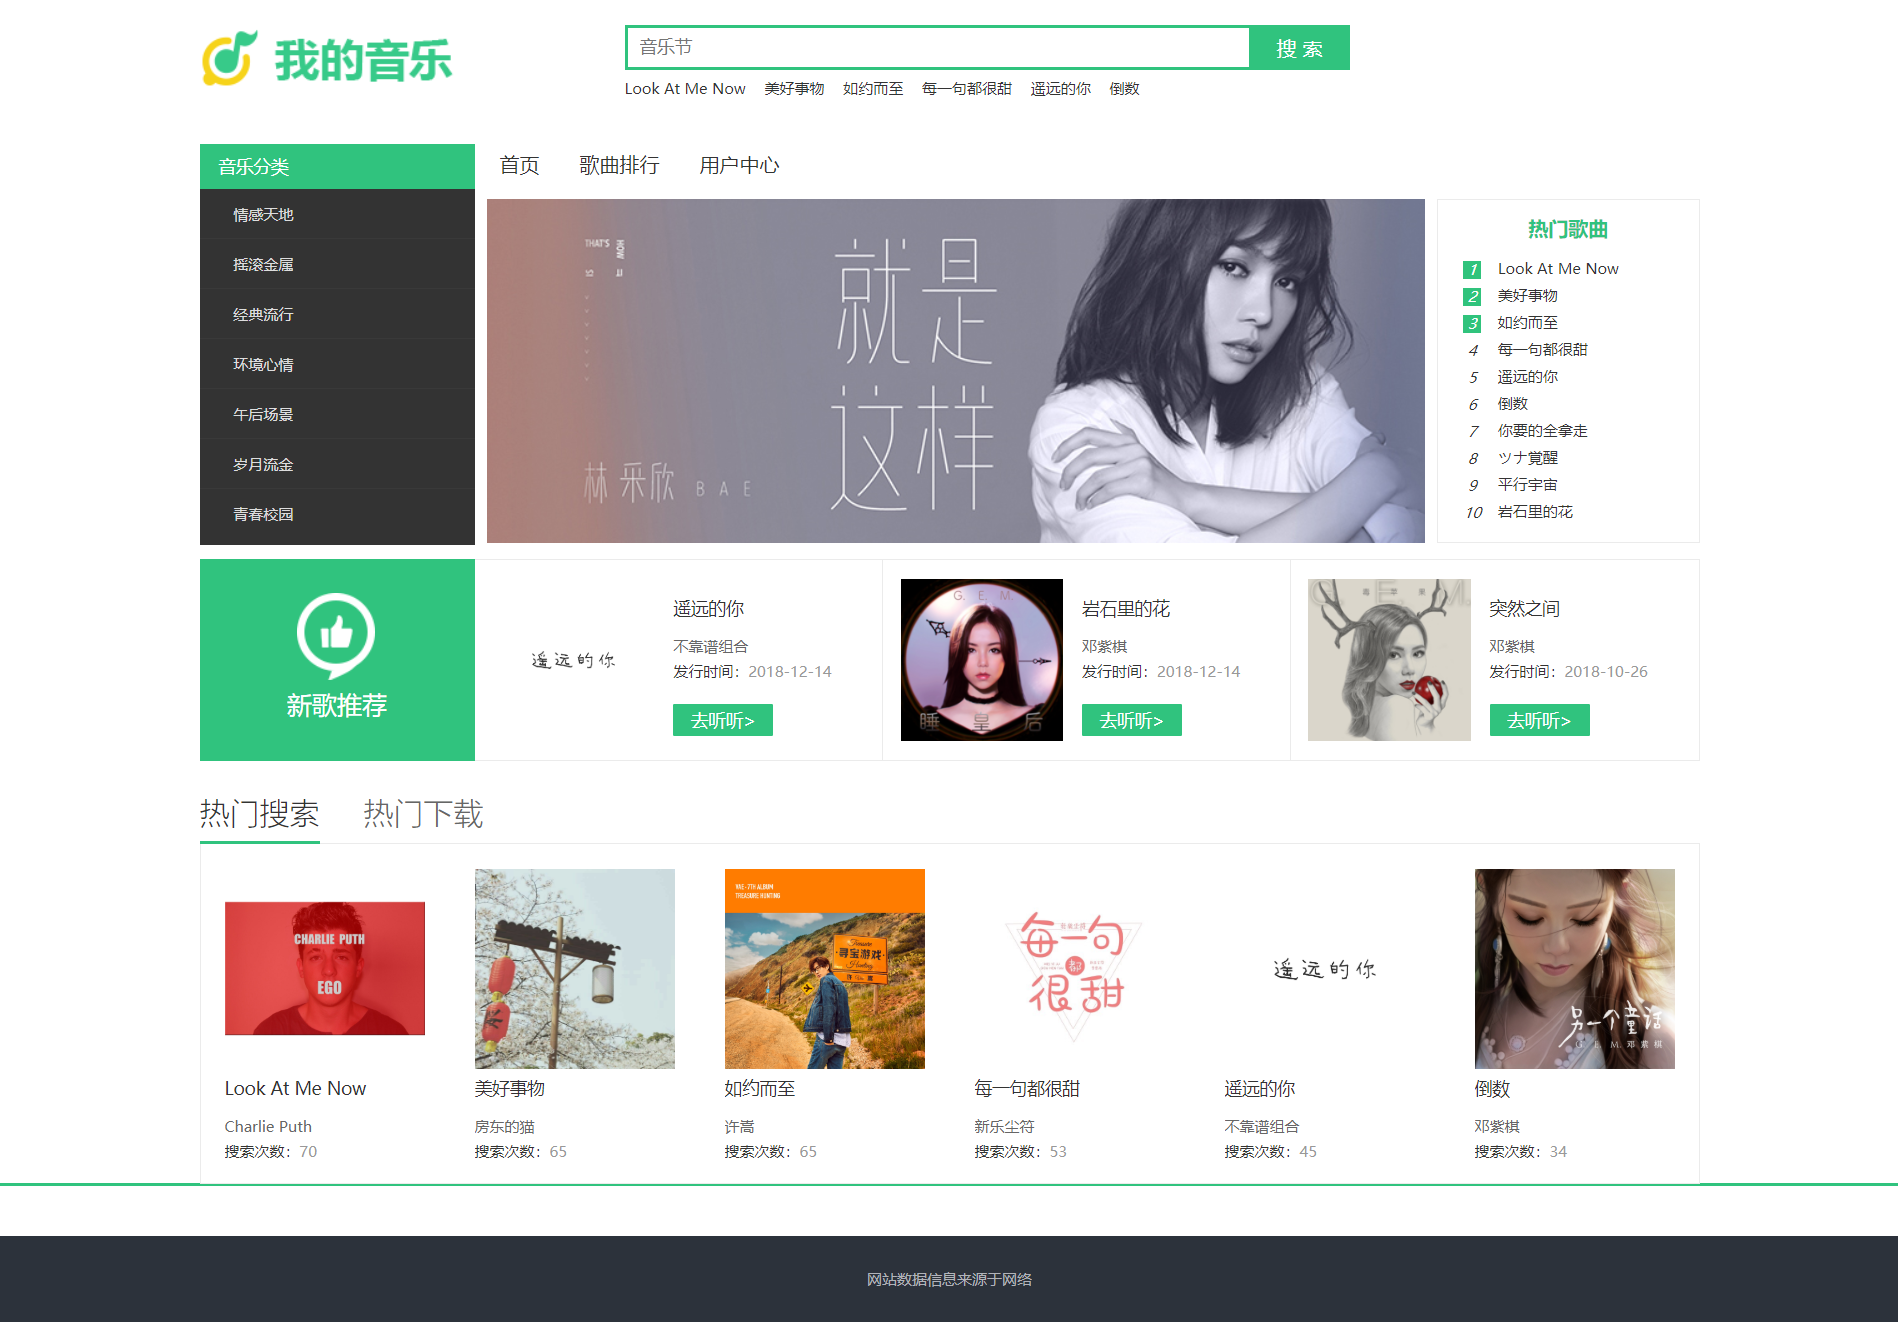 我的音乐
音乐节
搜 索
Look At Me Now 美好事物 如约而至 每一句都很甜 遥远的你 倒数
音乐分类
情感天地
摇滚金属
经典流行
环境心情
午后场景
岁月流金
青春校园
首页 歌曲排行 用户中心
THAT'S
HOW
就是
这样
林采欣 BAE
热门歌曲
1 Look At Me Now
2 美好事物
3 如约而至
4 每一句都很甜
5 遥远的你
6 倒数
7 你要的全拿走
8 ツナ覚醒
9 平行宇宙
10 岩石里的花
新歌推荐
遥远的你
遥远的你
不靠谱组合
发行时间：2018-12-14
去听听>
G. E. M.
睡皇后
岩石里的花
邓紫棋
发行时间：2018-12-14
去听听>
G.E.M.
毒苹果
突然之间
邓紫棋
发行时间：2018-10-26
去听听>
热门搜索 热门下载
CHARLIE PUTH
EGO
Look At Me Now
Charlie Puth
搜索次数：70
美好事物
房东的猫
搜索次数：65
VAE·7TH ALBUM
TREASURE HUNTING
Treasure
寻宝游戏
Hunting
如约而至
许嵩
搜索次数：65
每一句
都
很甜
每一句都很甜
新乐尘符
搜索次数：53
遥远的你
遥远的你
不靠谱组合
搜索次数：45
另一个童话
G. E. M. 邓紫棋
倒数
邓紫棋
搜索次数：34
网站数据信息来源于网络